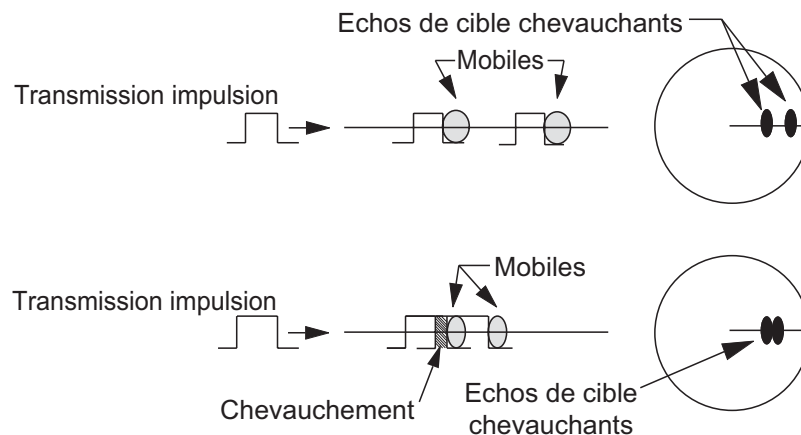 Echos de cible chevauchants
Mobiles
Transmission impulsion
Mobiles
Transmission impulsion
Chevauchement
Echos de cible
chevauchants